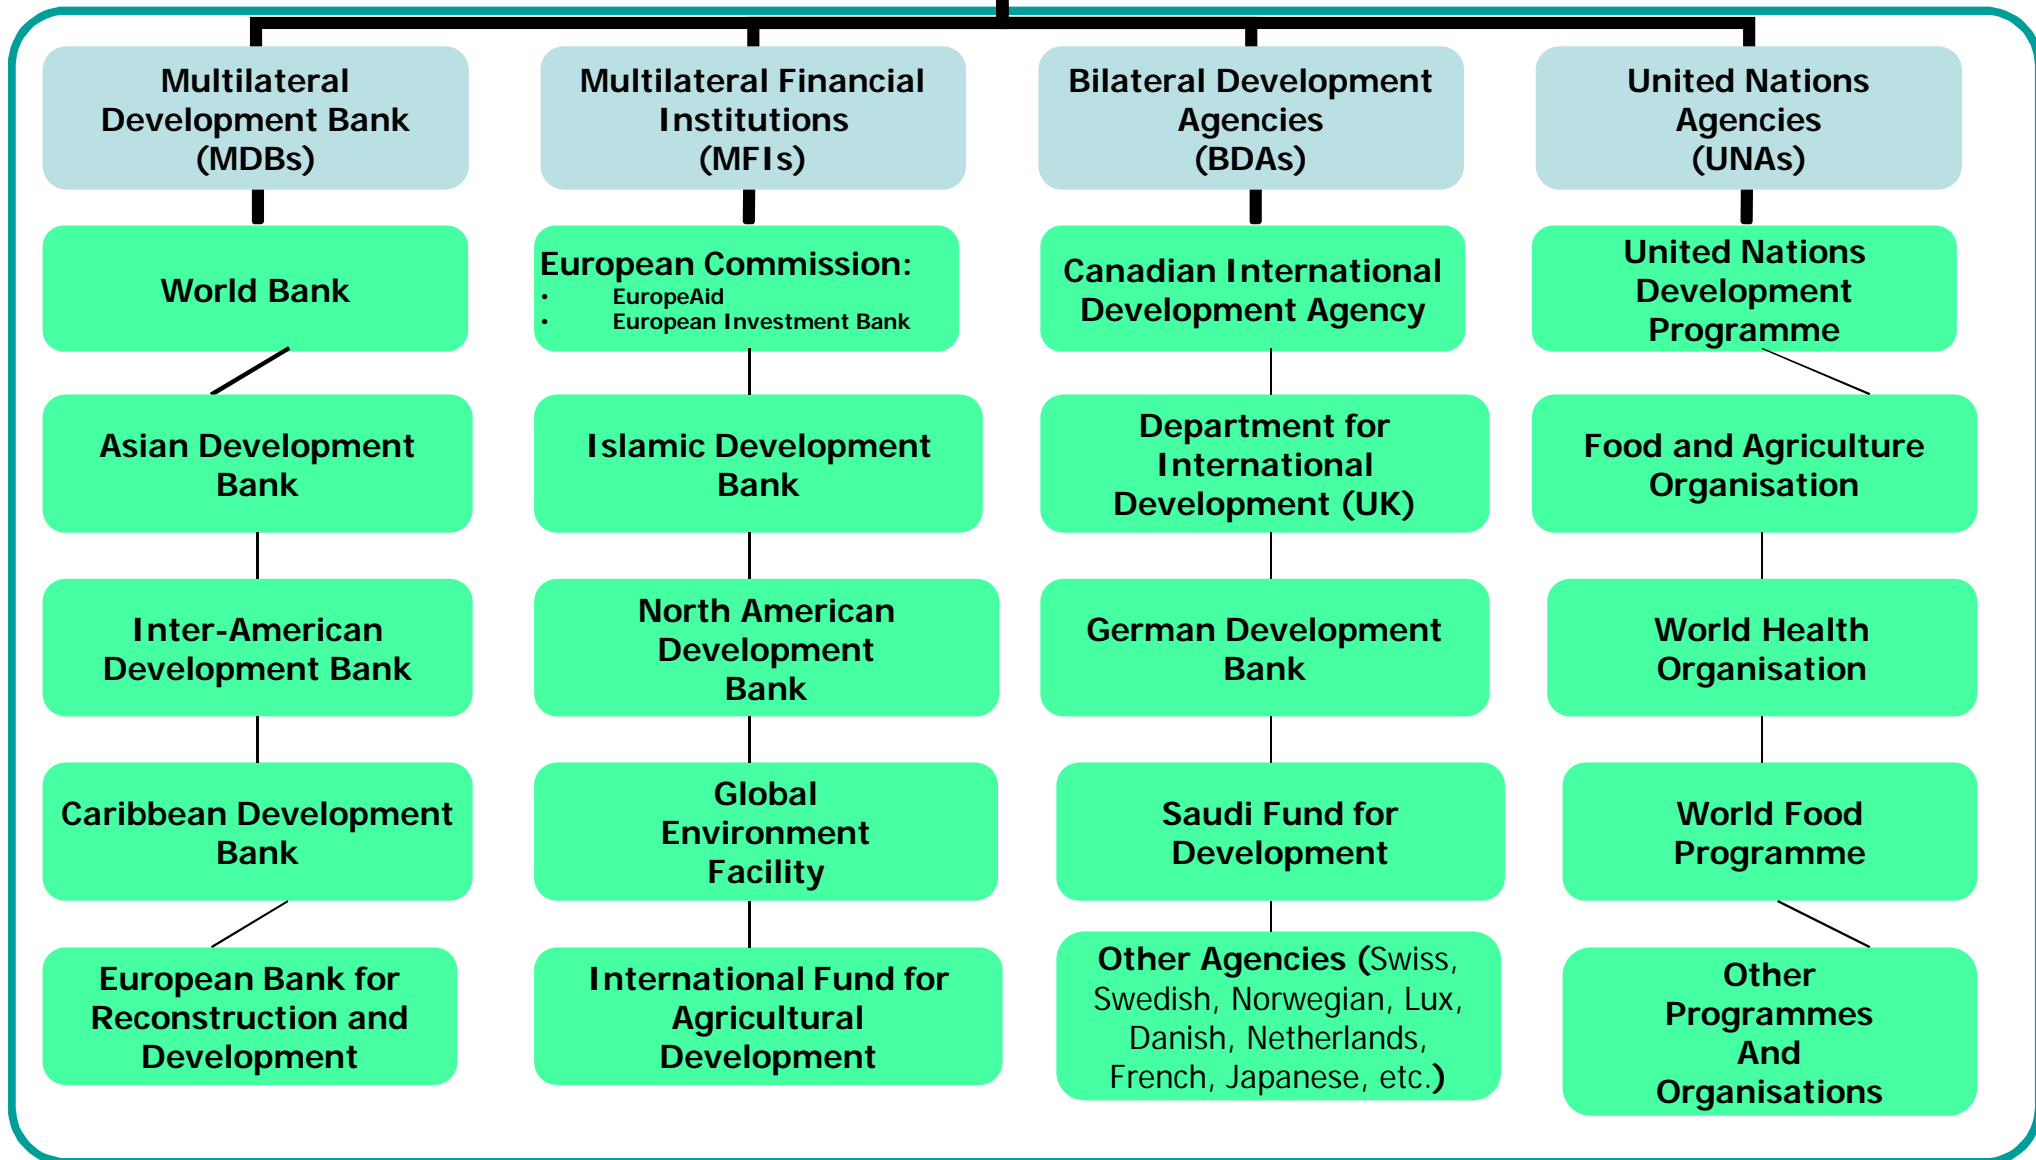 Multilateral
Development Bank
(MDBs)
Multilateral Financial
Institutions
(MFIs)
Bilateral Development
Agencies
(BDAs)
United Nations
Agencies
(UNAs)
World Bank
European Commission:
• EuropeAid
• European Investment Bank
Canadian International
Development Agency
United Nations
Development
Programme
Asian Development
Bank
Islamic Development
Bank
Department for
International
Development (UK)
Food and Agriculture
Organisation
Inter-American
Development Bank
North American
Development
Bank
German Development
Bank
World Health
Organisation
Caribbean Development
Bank
Global
Environment
Facility
Saudi Fund for
Development
World Food
Programme
European Bank for
Reconstruction and
Development
International Fund for
Agricultural
Development
Other Agencies (Swiss,
Swedish, Norwegian, Lux,
Danish, Netherlands,
French, Japanese, etc.)
Other
Programmes
And
Organisations